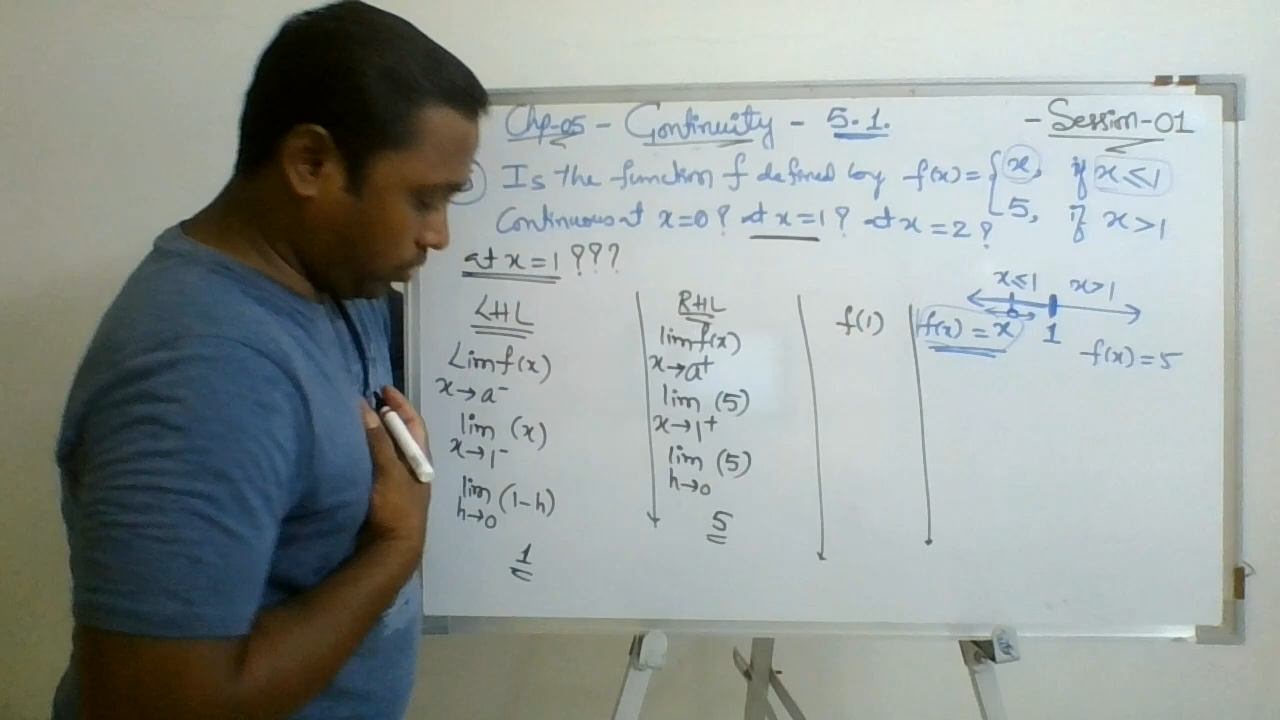 Chp-05 - Continuity - 5.1. - Session-01
Is the function f defined by f(x) = { x, if x ≤ 1
5, if x > 1
Continuous at x=0? at x=1? at x=2?
at x=1???
LHL
Lim f(x)
x→a⁻
lim (x)
x→1⁻
lim (1-h)
h→0
1
RHL
lim f(x)
x→a⁺
lim (5)
x→1⁺
lim (5)
h→0
5
f(1)
x≤1 x>1
0 1
f(x) = x
f(x) = 5